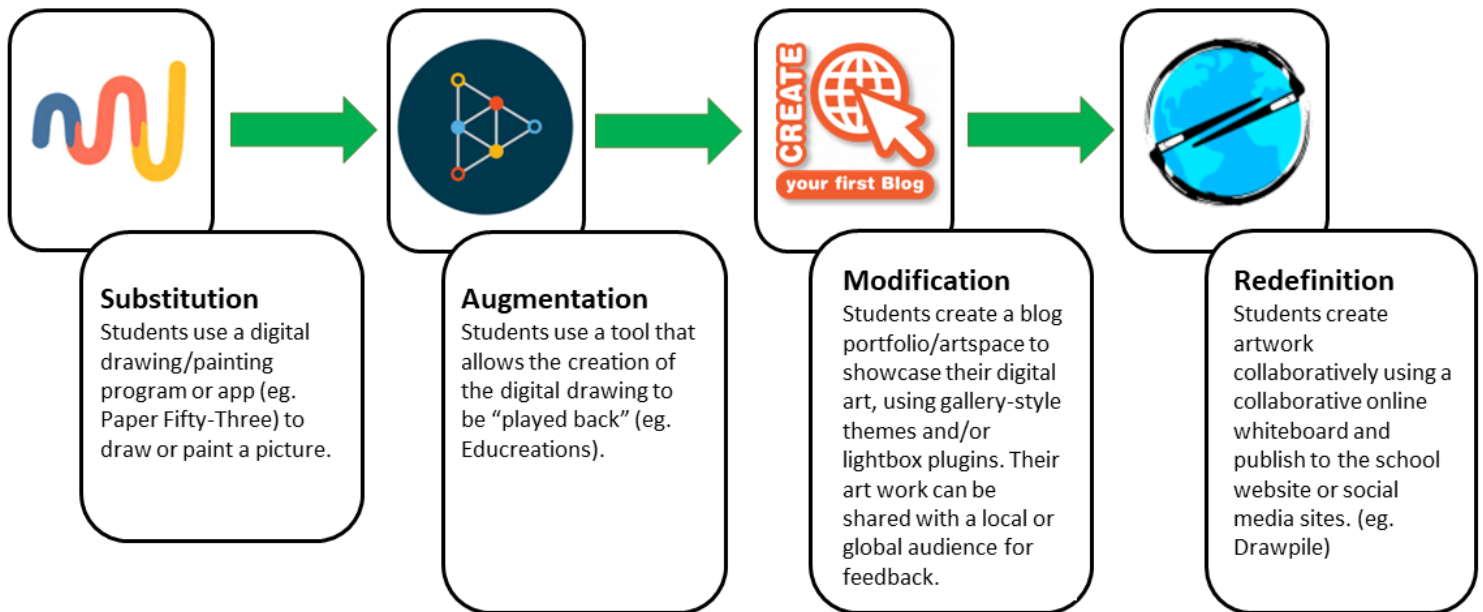 CREATE
your first Blog
Substitution
Students use a digital
drawing/painting
program or app (eg.
Paper Fifty-Three) to
draw or paint a picture.
Augmentation
Students use a tool that
allows the creation of
the digital drawing to
be “played back” (eg.
Educreations).
Modification
Students create a blog
portfolio/artspace to
showcase their digital
art, using gallery-style
themes and/or
lightbox plugins. Their
art work can be
shared with a local or
global audience for
feedback.
Redefinition
Students create
artwork
collaboratively using a
collaborative online
whiteboard and
publish to the school
website or social
media sites. (eg.
Drawpile)